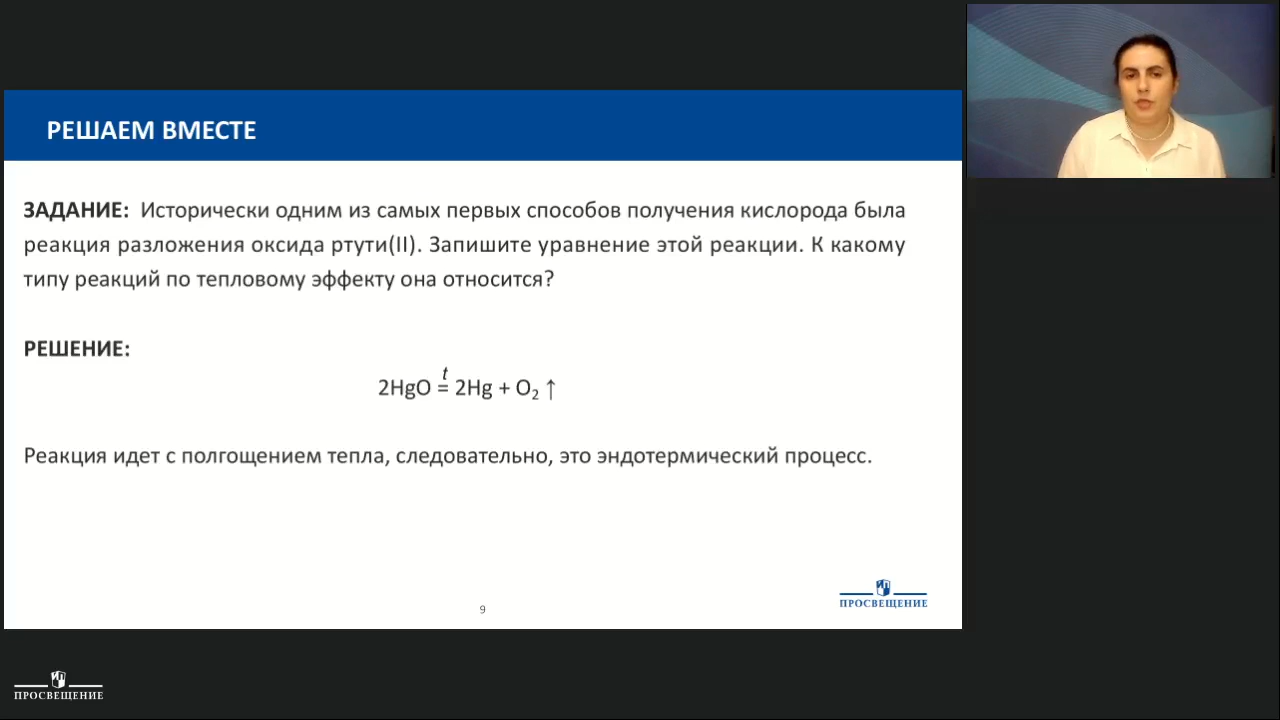 РЕШАЕМ ВМЕСТЕ
ЗАДАНИЕ: Исторически одним из самых первых способов получения кислорода была
реакция разложения оксида ртути(II). Запишите уравнение этой реакции. К какому
типу реакций по тепловому эффекту она относится?
РЕШЕНИЕ:
t
2HgO = 2Hg + O₂ ↑
Реакция идет с полгощением тепла, следовательно, это эндотермический процесс.
ПРОСВЕЩЕНИЕ
9
ПРОСВЕЩЕНИЕ